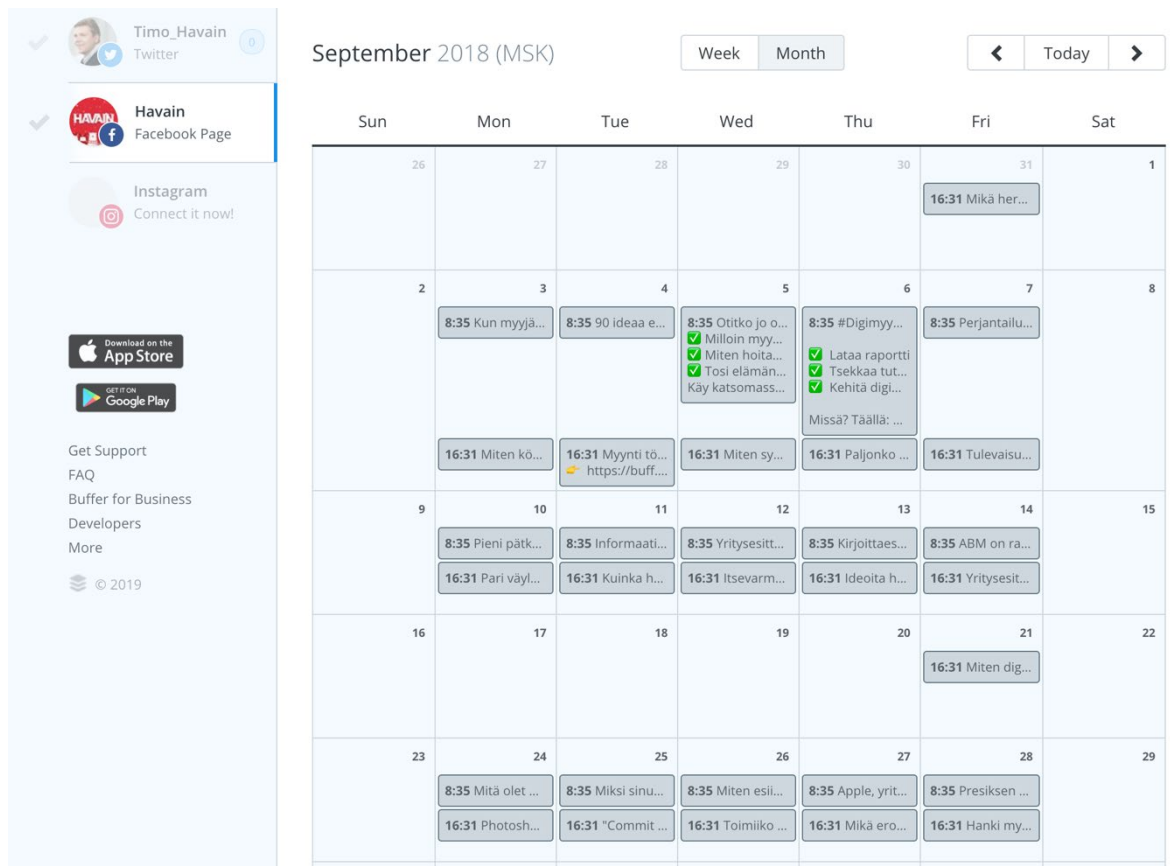 Timo_Havain
Twitter
0
Havain
Facebook Page
HAVAIN
Instagram
Connect it now!
Download on the
App Store
GET IT ON
Google Play
Get Support
FAQ
Buffer for Business
Developers
More
© 2019
September 2018 (MSK)
Week Month
Today
Sun Mon Tue Wed Thu Fri Sat
26 27 28 29 30 31 1
16:31 Mikä her...
2 3 4 5 6 7 8
8:35 Kun myyjä...
16:31 Miten kö...
8:35 90 ideaa e...
16:31 Myynti tö...
👉 https://buff....
8:35 Otitko jo o...
✅ Milloin myy...
✅ Miten hoita...
✅ Tosi elämän...
Käy katsomass...
16:31 Miten sy...
8:35 #Digimyy...
✅ Lataa raportti
✅ Tsekkaa tut...
✅ Kehitä digi...
Missä? Täällä: ...
16:31 Paljonko ...
8:35 Perjantailu...
16:31 Tulevaisu...
9 10 11 12 13 14 15
8:35 Pieni pätk... 8:35 Informaati... 8:35 Yritysesitt... 8:35 Kirjoittaes... 8:35 ABM on ra...
16:31 Pari väyl... 16:31 Kuinka h... 16:31 Itsevarm... 16:31 Ideoita h... 16:31 Yritysesit...
16 17 18 19 20 21 22
16:31 Miten dig...
23 24 25 26 27 28 29
8:35 Mitä olet ... 8:35 Miksi sinu... 8:35 Miten esii... 8:35 Apple, yrit... 8:35 Presiksen ...
16:31 Photosh... 16:31 "Commit ... 16:31 Toimiiko ... 16:31 Mikä ero... 16:31 Hanki my...